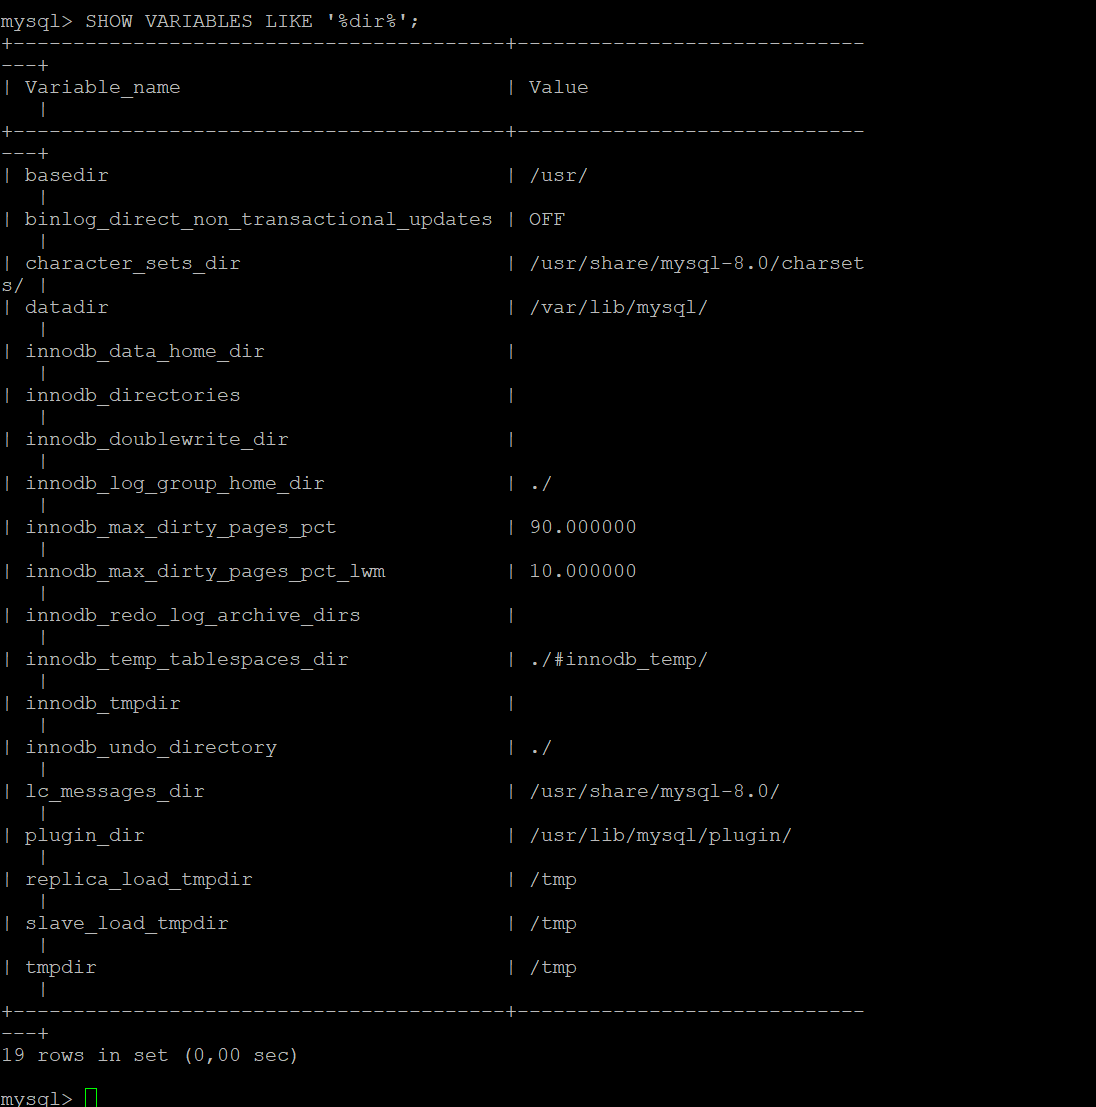 mysql> SHOW VARIABLES LIKE '%dir%';
+-----------------------------------------+-----------------------------
---+
| Variable_name                           | Value
   |
+-----------------------------------------+-----------------------------
---+
| basedir                                 | /usr/
   |
| binlog_direct_non_transactional_updates | OFF
   |
| character_sets_dir                      | /usr/share/mysql-8.0/charset
s/ |
| datadir                                 | /var/lib/mysql/
   |
| innodb_data_home_dir                    |
   |
| innodb_directories                      |
   |
| innodb_doublewrite_dir                  |
   |
| innodb_log_group_home_dir               | ./
   |
| innodb_max_dirty_pages_pct              | 90.000000
   |
| innodb_max_dirty_pages_pct_lwm          | 10.000000
   |
| innodb_redo_log_archive_dirs            |
   |
| innodb_temp_tablespaces_dir             | ./#innodb_temp/
   |
| innodb_tmpdir                           |
   |
| innodb_undo_directory                   | ./
   |
| lc_messages_dir                         | /usr/share/mysql-8.0/
   |
| plugin_dir                              | /usr/lib/mysql/plugin/
   |
| replica_load_tmpdir                     | /tmp
   |
| slave_load_tmpdir                       | /tmp
   |
| tmpdir                                  | /tmp
   |
+-----------------------------------------+-----------------------------
---+
19 rows in set (0,00 sec)

mysql>